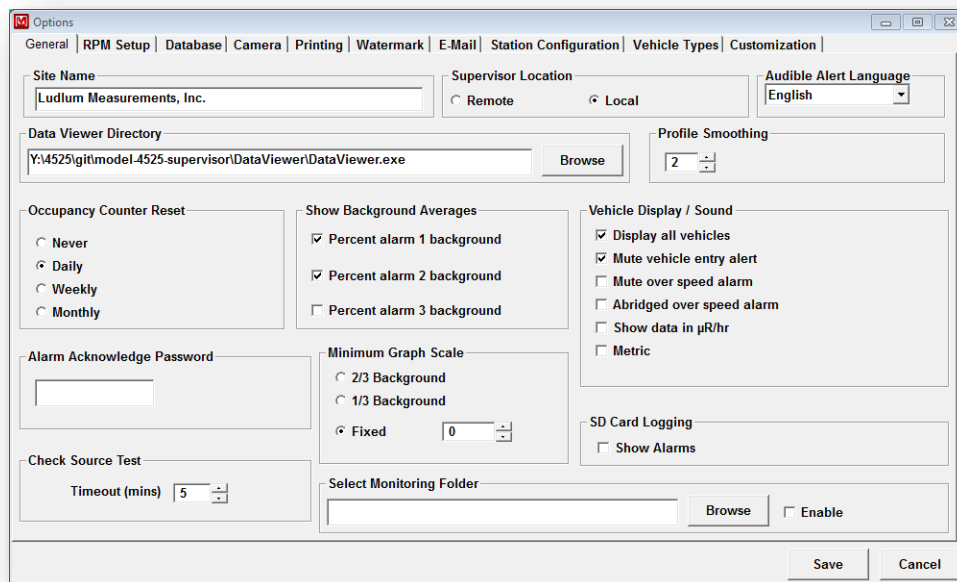 Options
General RPM Setup Database Camera Printing Watermark E-Mail Station Configuration Vehicle Types Customization
Site Name
Ludlum Measurements, Inc.
Supervisor Location
Remote
Local
Audible Alert Language
English
Data Viewer Directory
Y:\4525\git\model-4525-supervisor\DataViewer\DataViewer.exe
Browse
Profile Smoothing
2
Occupancy Counter Reset
Never
Daily
Weekly
Monthly
Show Background Averages
Percent alarm 1 background
Percent alarm 2 background
Percent alarm 3 background
Vehicle Display / Sound
Display all vehicles
Mute vehicle entry alert
Mute over speed alarm
Abridged over speed alarm
Show data in µR/hr
Metric
Alarm Acknowledge Password
Minimum Graph Scale
2/3 Background
1/3 Background
Fixed 0
SD Card Logging
Show Alarms
Check Source Test
Timeout (mins) 5
Select Monitoring Folder
Browse
Enable
Save
Cancel